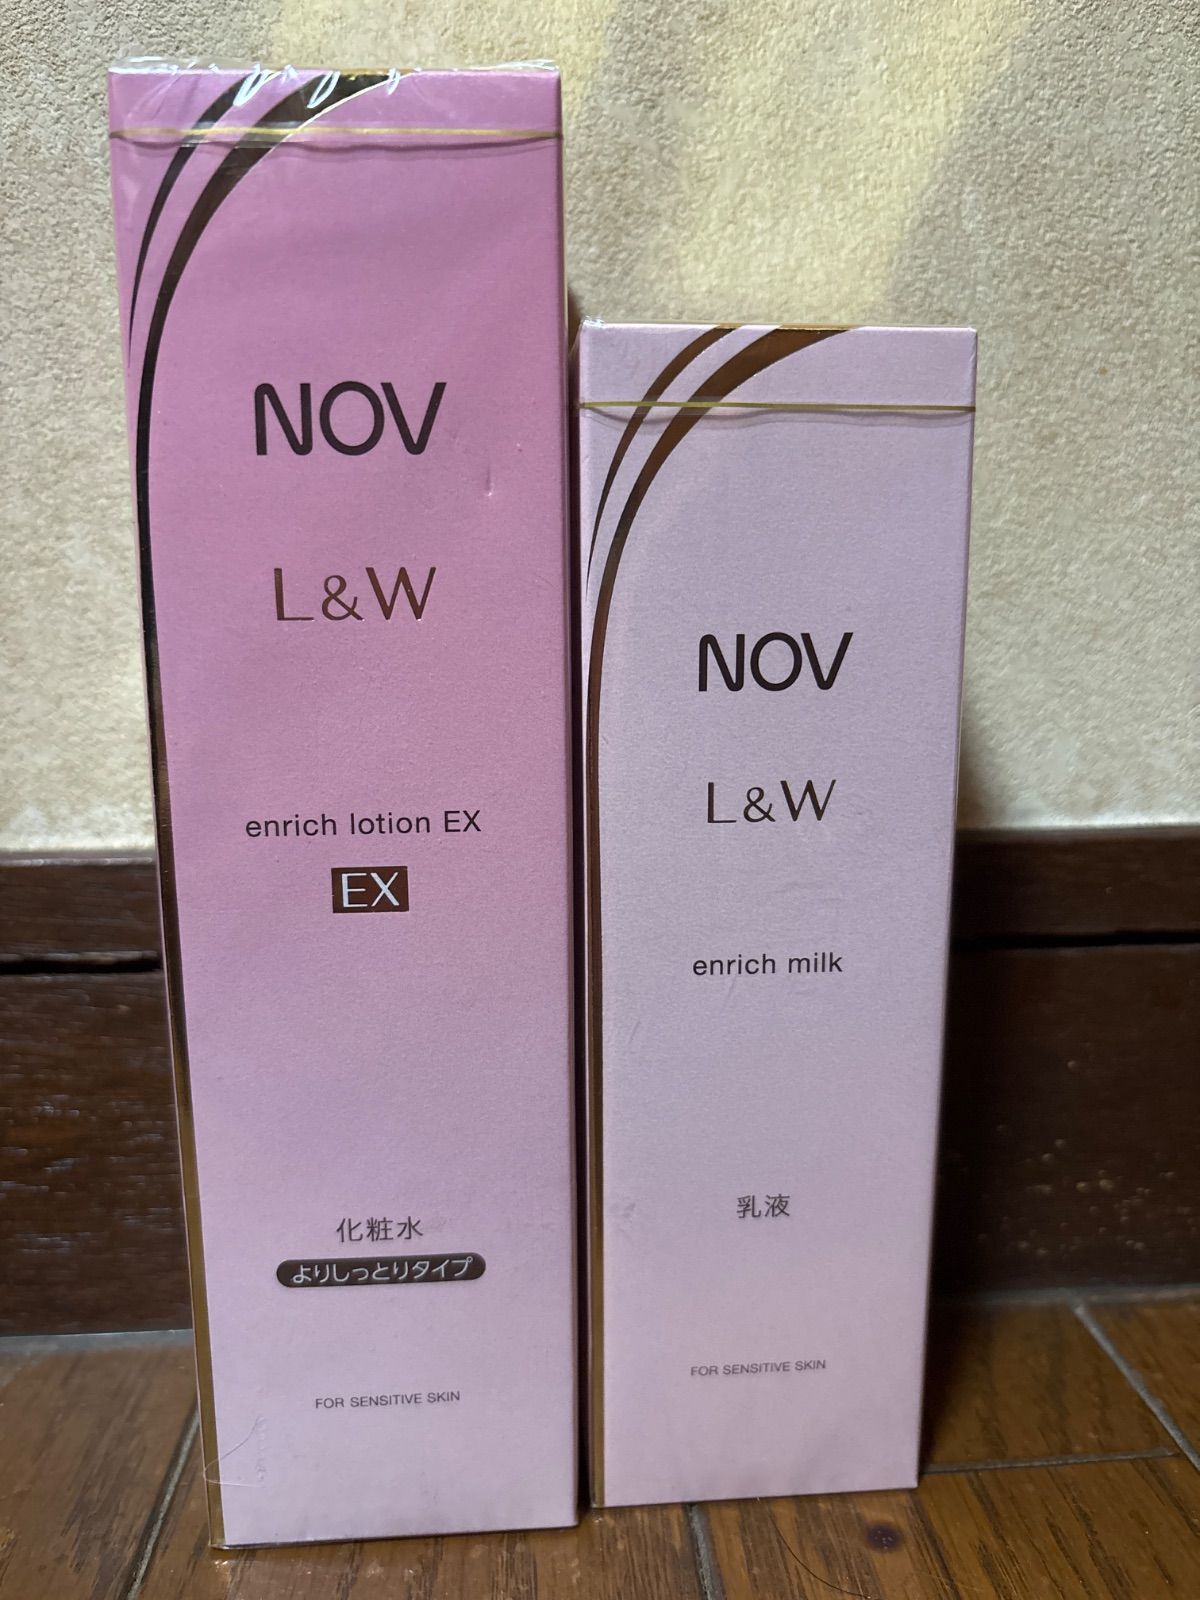 NOV
L&W
enrich lotion EX
EX
化粧水
よりしっとりタイプ
FOR SENSITIVE SKIN
NOV
L&W
enrich milk
乳液
FOR SENSITIVE SKIN